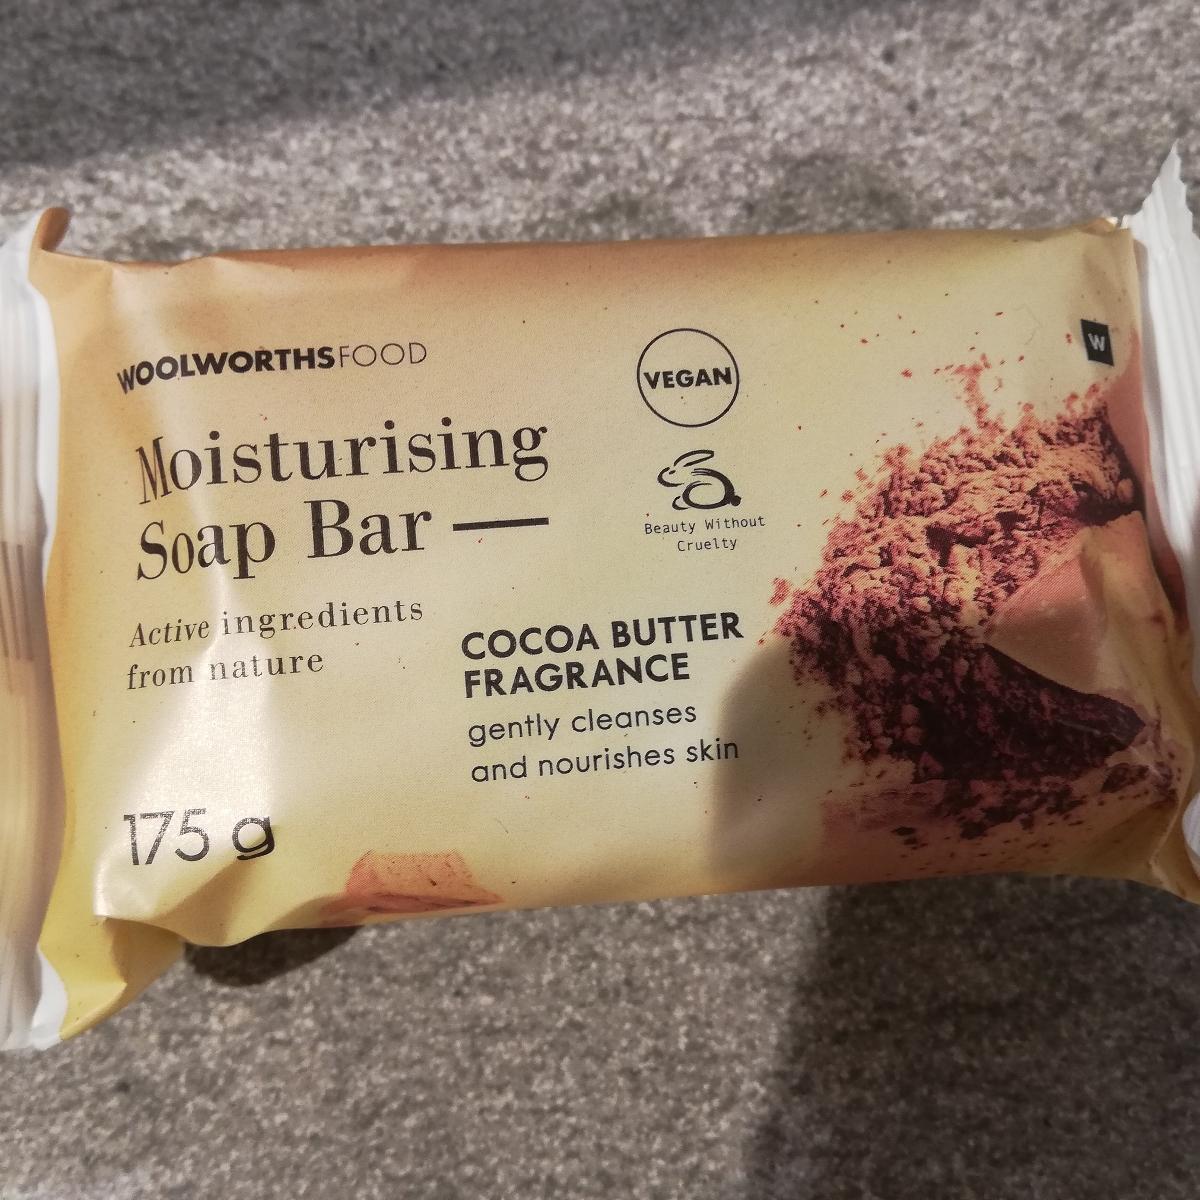 WOOLWORTHSFOOD
Moisturising
Soap Bar —
Active ingredients
from nature
175 g
VEGAN
Beauty Without
Cruelty
COCOA BUTTER
FRAGRANCE
gently cleanses
and nourishes skin
W